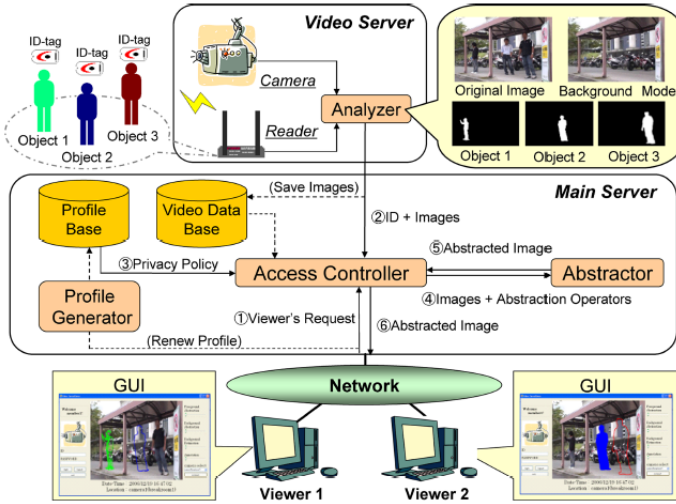 Video Server
ID-tag
ID-tag
ID-tag
Camera
Analyzer
Reader
Object 1
Object 2
Object 3
Original Image
Background Mode
Object 1
Object 2
Object 3
Main Server
(Save Images)
Profile
Base
Video Data
Base
②ID + Images
⑤Abstracted Image
③Privacy Policy
Access Controller
Abstractor
④Images + Abstraction Operators
Profile
Generator
①Viewer's Request
⑥Abstracted Image
(Renew Profile)
Network
GUI
GUI
Viewer 1
Viewer 2